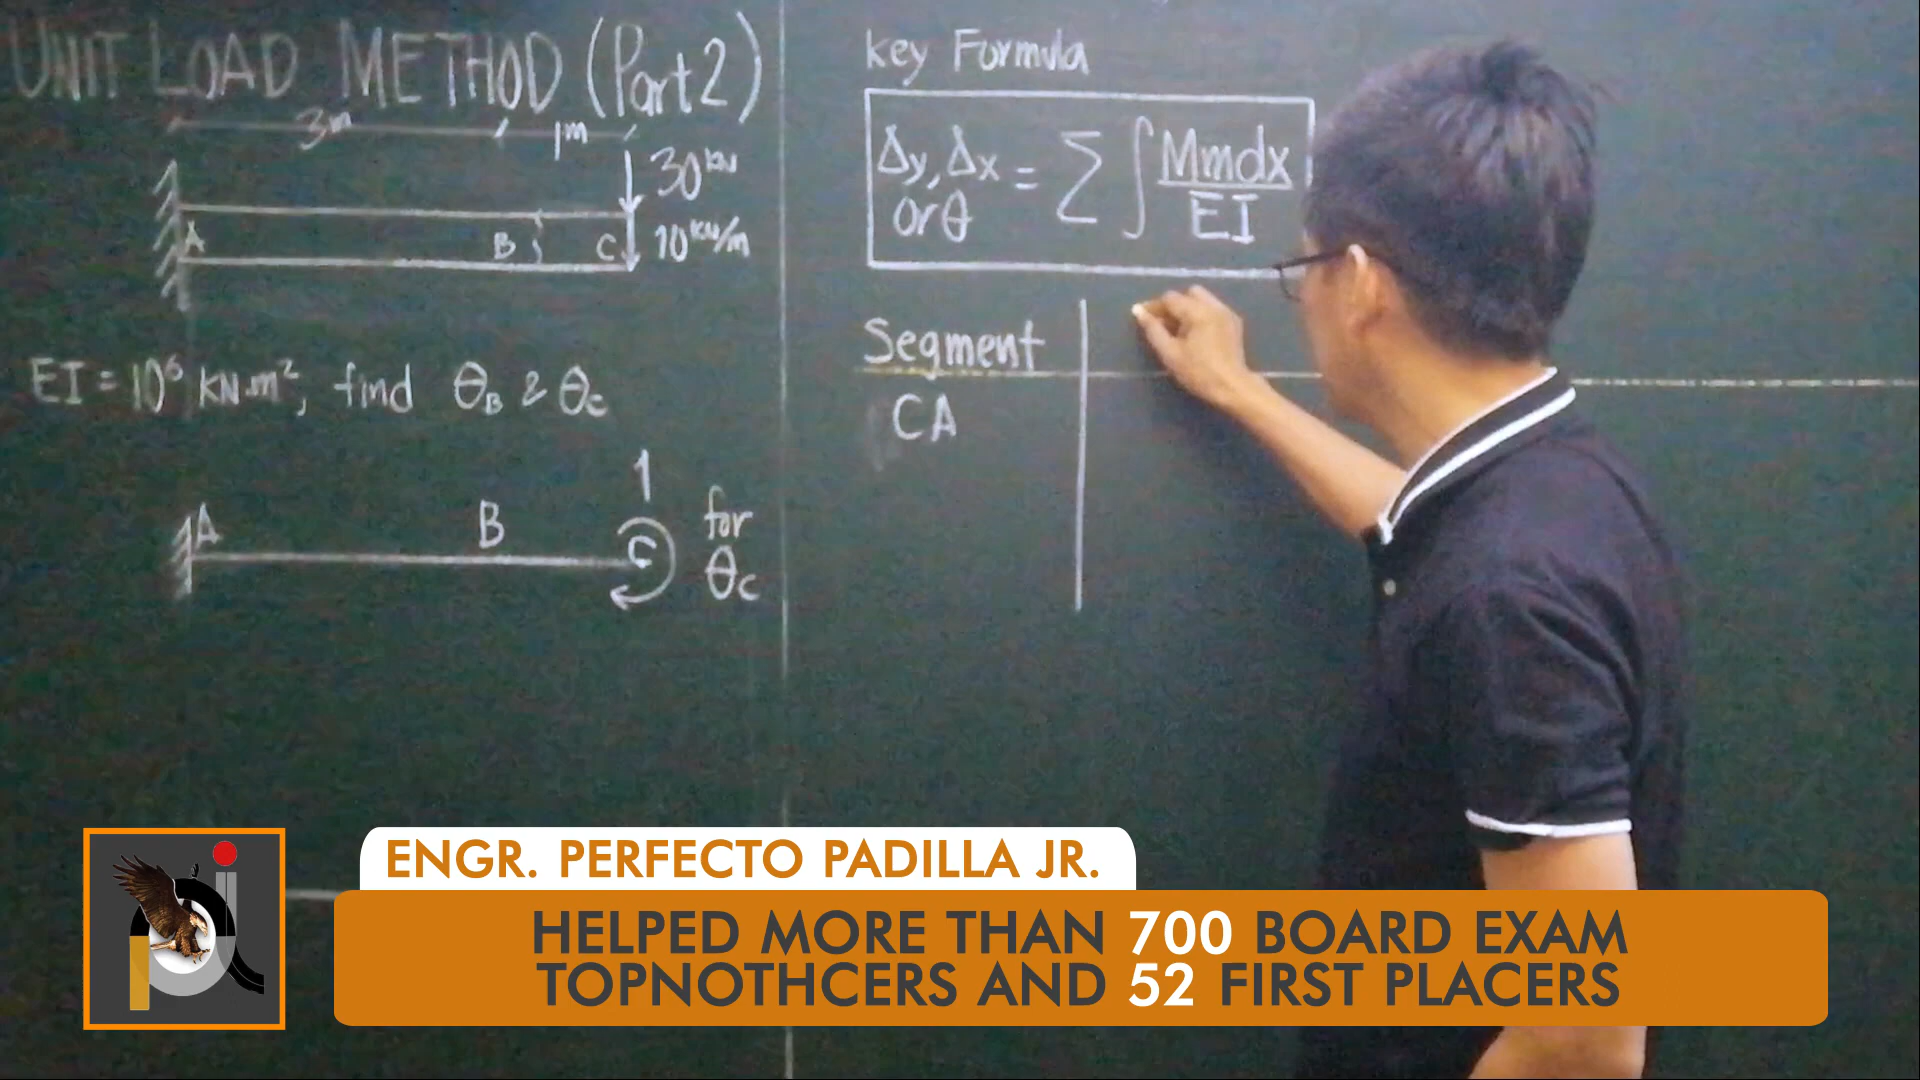 UNIT LOAD METHOD (Part 2)
3m
1m
30kN
10kN/m
A
B
C
EI = 10⁶ KN.m², find θB & θC
A
B
C
1
for
θC
Key Formula
Δy, Δx
or θ
= Σ ∫ Mmdx
EI
Segment
CA
ENGR. PERFECTO PADILLA JR.
HELPED MORE THAN 700 BOARD EXAM
TOPNOTHCERS AND 52 FIRST PLACERS